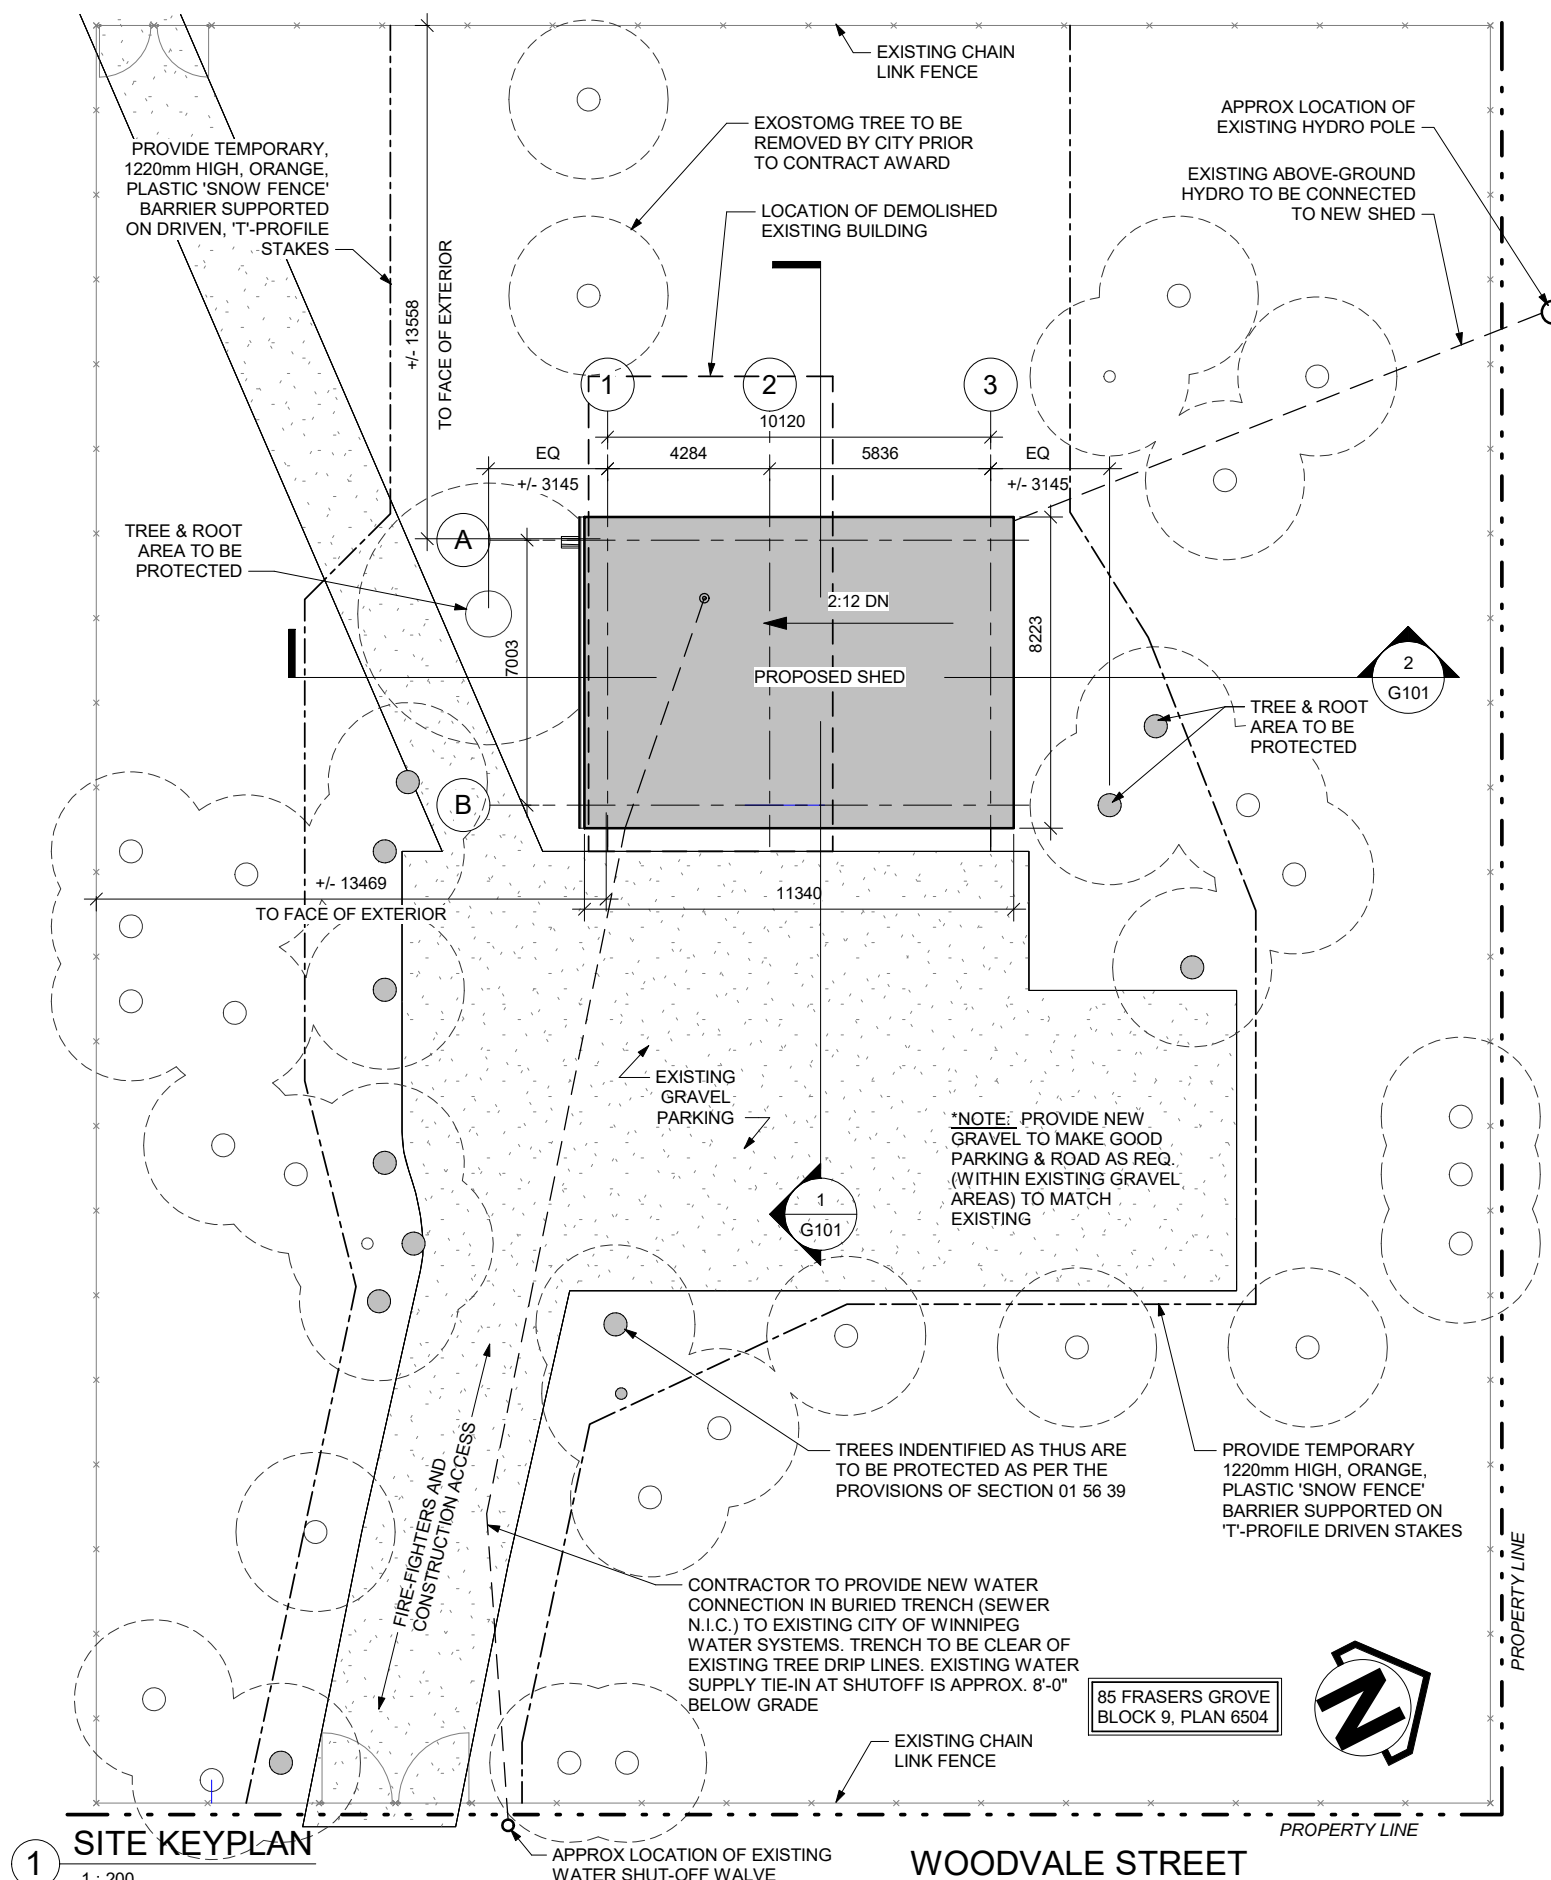 EXISTING CHAIN
LINK FENCE
EXOSTOMG TREE TO BE
REMOVED BY CITY PRIOR
TO CONTRACT AWARD
APPROX LOCATION OF
EXISTING HYDRO POLE
PROVIDE TEMPORARY,
1220mm HIGH, ORANGE,
PLASTIC 'SNOW FENCE'
BARRIER SUPPORTED
ON DRIVEN, 'T'-PROFILE
STAKES
EXISTING ABOVE-GROUND
HYDRO TO BE CONNECTED
TO NEW SHED
LOCATION OF DEMOLISHED
EXISTING BUILDING
+/- 13558
TO FACE OF EXTERIOR
1
2
3
10120
EQ
4284
5836
EQ
+/- 3145
+/- 3145
A
TREE & ROOT
AREA TO BE
PROTECTED
2:12 DN
7003
8223
PROPOSED SHED
2
G101
TREE & ROOT
AREA TO BE
PROTECTED
B
+/- 13469
TO FACE OF EXTERIOR
11340
EXISTING
GRAVEL
PARKING
*NOTE: PROVIDE NEW
GRAVEL TO MAKE GOOD
PARKING & ROAD AS REQ.
(WITHIN EXISTING GRAVEL
AREAS) TO MATCH
EXISTING
1
G101
TREES INDENTIFIED AS THUS ARE
TO BE PROTECTED AS PER THE
PROVISIONS OF SECTION 01 56 39
PROVIDE TEMPORARY
1220mm HIGH, ORANGE,
PLASTIC 'SNOW FENCE'
BARRIER SUPPORTED ON
'T'-PROFILE DRIVEN STAKES
FIRE-FIGHTERS AND
CONSTRUCTION ACCESS
CONTRACTOR TO PROVIDE NEW WATER
CONNECTION IN BURIED TRENCH (SEWER
N.I.C.) TO EXISTING CITY OF WINNIPEG
WATER SYSTEMS. TRENCH TO BE CLEAR OF
EXISTING TREE DRIP LINES. EXISTING WATER
SUPPLY TIE-IN AT SHUTOFF IS APPROX. 8'-0"
BELOW GRADE
PROPERTY LINE
85 FRASERS GROVE
BLOCK 9, PLAN 6504
N
EXISTING CHAIN
LINK FENCE
PROPERTY LINE
1
SITE KEYPLAN
1 : 200
APPROX LOCATION OF EXISTING
WATER SHUT-OFF WALVE
WOODVALE STREET